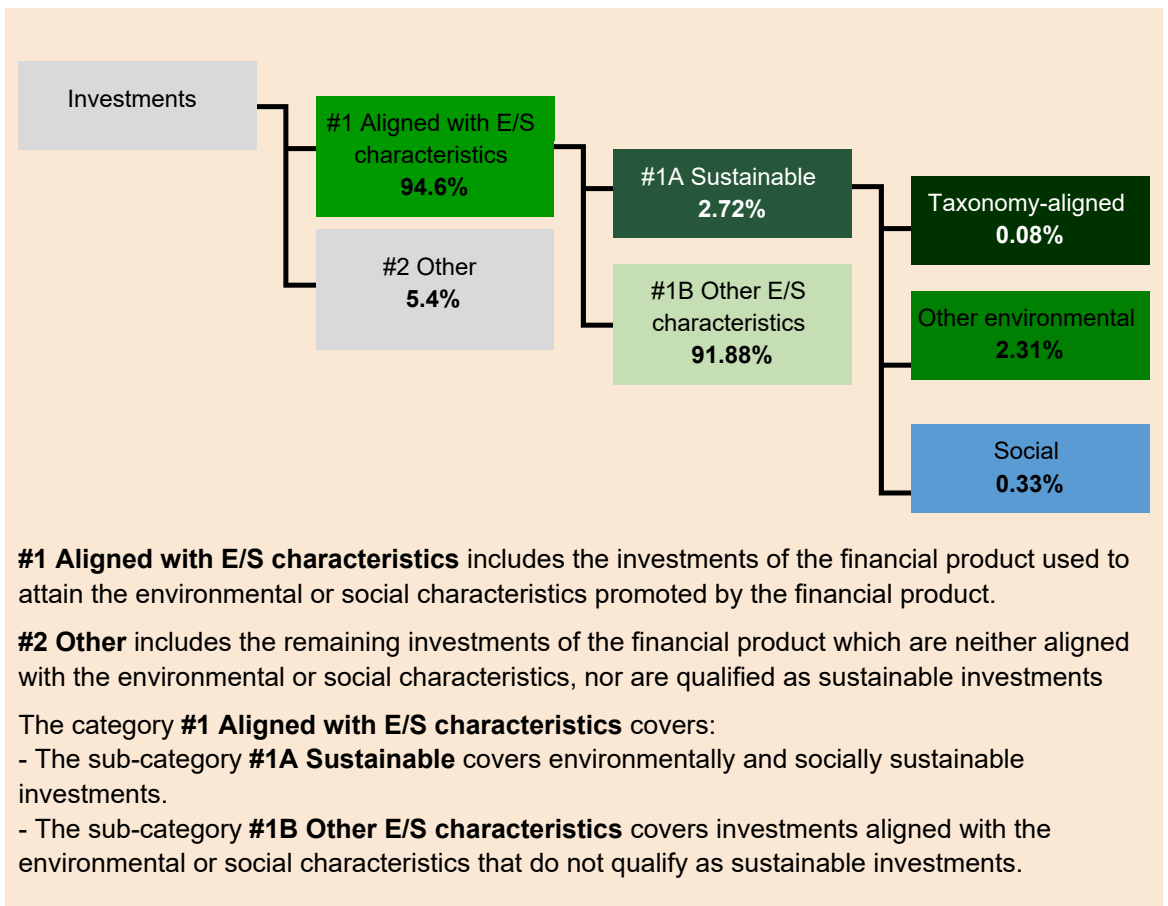 Investments
#1 Aligned with E/S
characteristics
94.6%
#2 Other
5.4%
#1A Sustainable
2.72%
#1B Other E/S
characteristics
91.88%
Taxonomy-aligned
0.08%
Other environmental
2.31%
Social
0.33%
#1 Aligned with E/S characteristics includes the investments of the financial product used to
attain the environmental or social characteristics promoted by the financial product.
#2 Other includes the remaining investments of the financial product which are neither aligned
with the environmental or social characteristics, nor are qualified as sustainable investments
The category #1 Aligned with E/S characteristics covers:
- The sub-category #1A Sustainable covers environmentally and socially sustainable
investments.
- The sub-category #1B Other E/S characteristics covers investments aligned with the
environmental or social characteristics that do not qualify as sustainable investments.